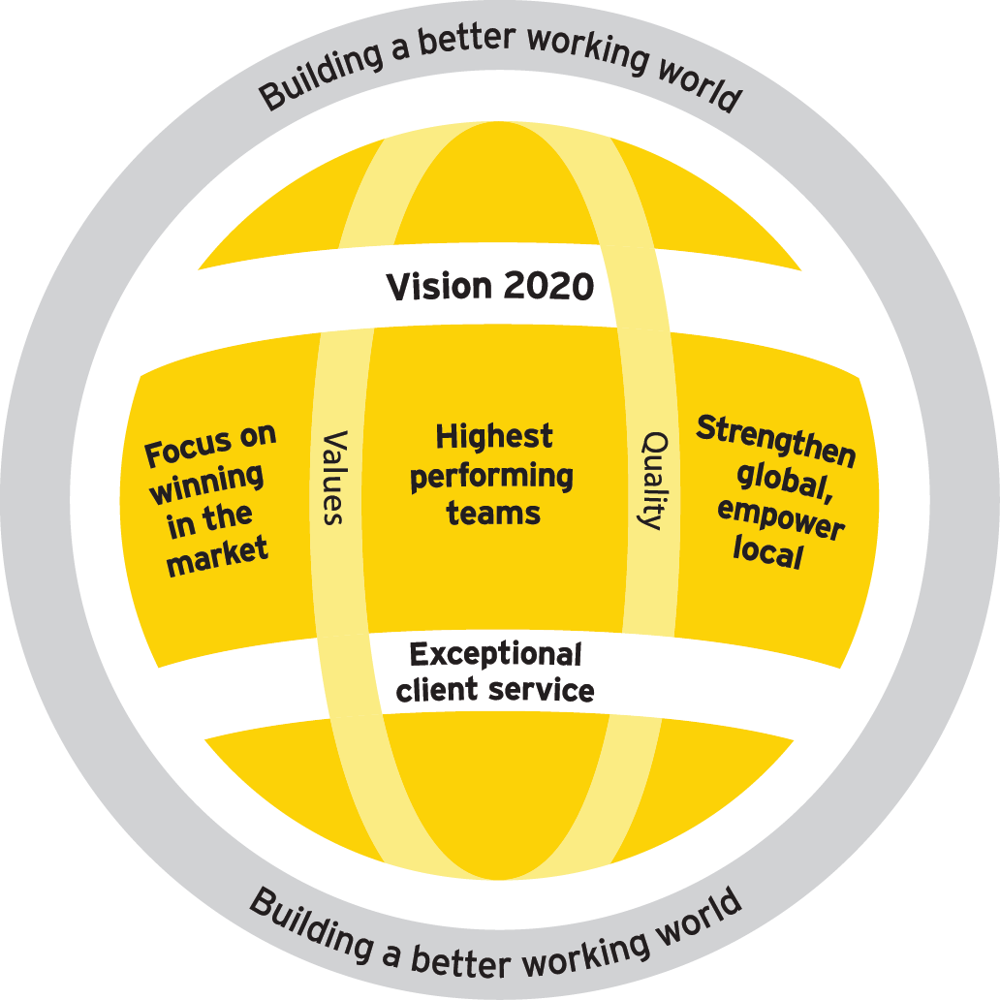 Building a better working world
Vision 2020
Focus on
winning
in the
market
Values
Highest
performing
teams
Quality
Strengthen
global,
empower
local
Exceptional
client service
Building a better working world